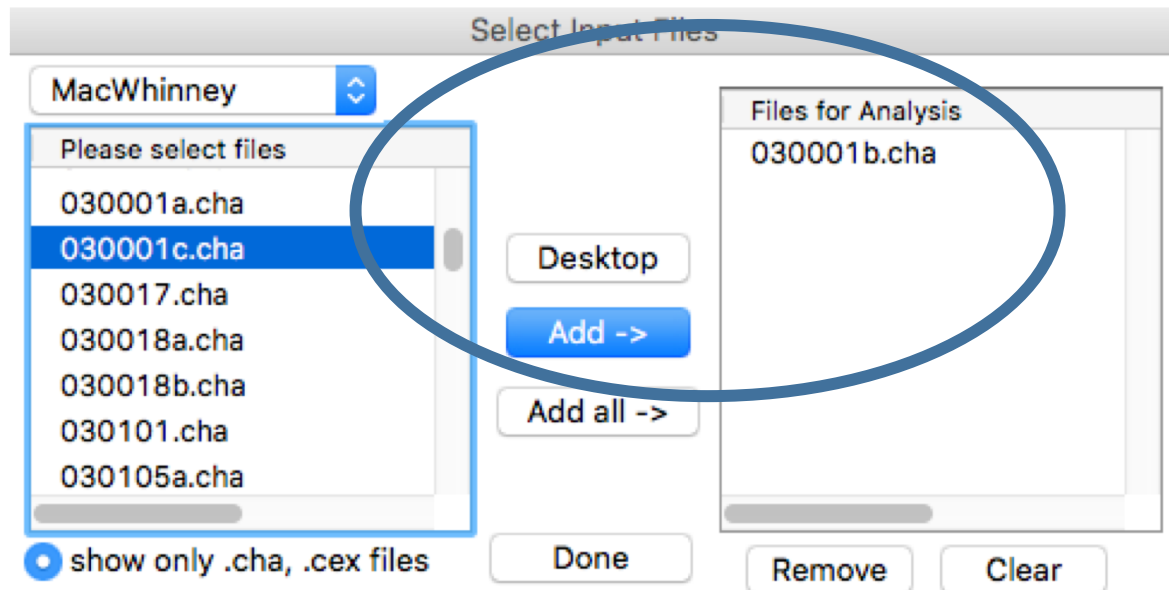 Select Input Files
MacWhinney
Please select files
030001a.cha
030001c.cha
030017.cha
030018a.cha
030018b.cha
030101.cha
030105a.cha
show only .cha, .cex files
Desktop
Add ->
Add all ->
Done
Files for Analysis
030001b.cha
Remove
Clear